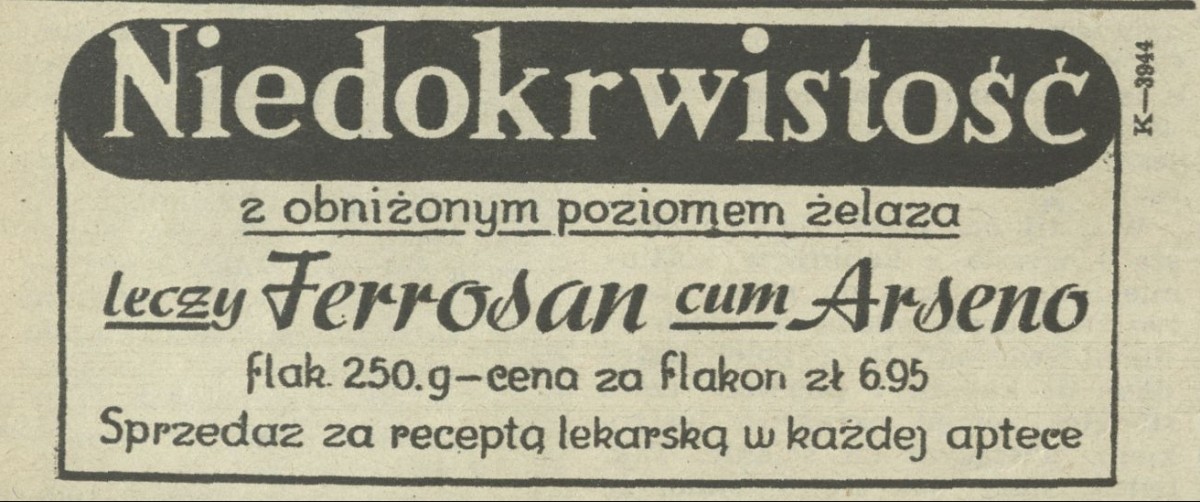 Niedokrwistość
z obniżonym poziomem żelaza
leczy Ferrosan cum Arseno
flak. 250.g—cena za flakon zł 6.95
Sprzedaz za receptą lekarską w każdej aptece
K—3944